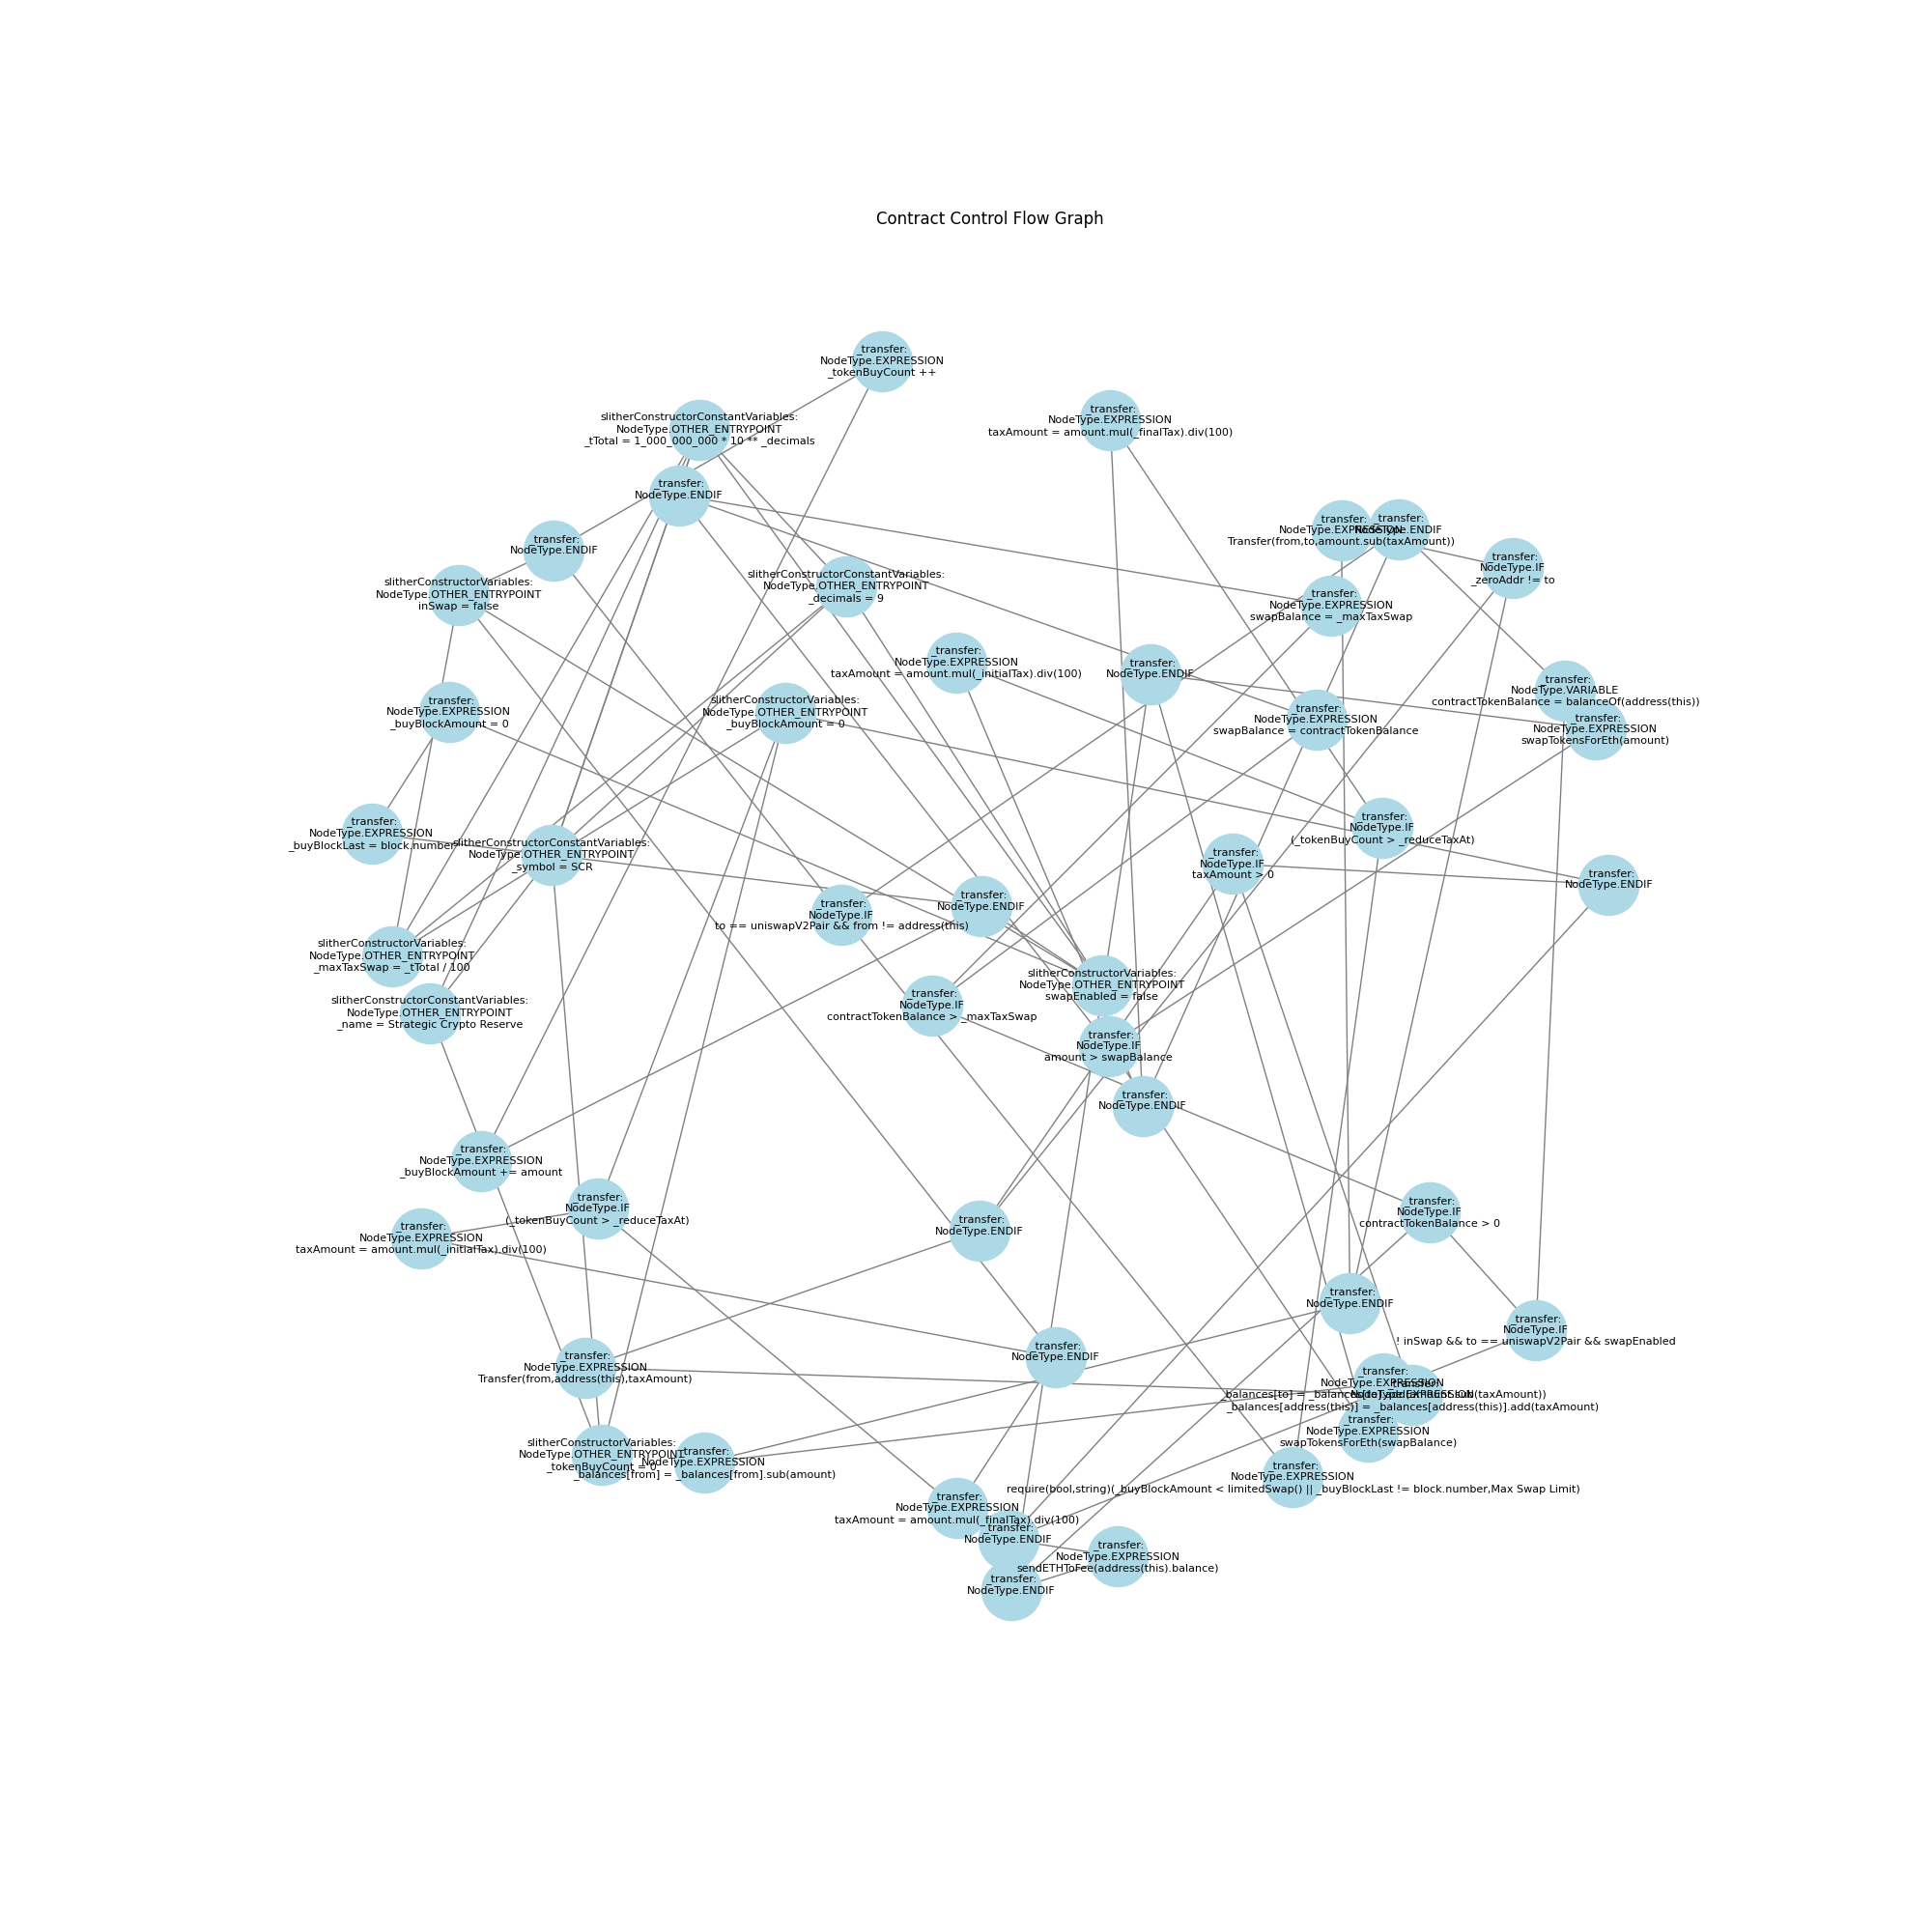 Contract Control Flow Graph
_transfer:
NodeType.EXPRESSION
_tokenBuyCount ++
slitherConstructorConstantVariables:
NodeType.OTHER_ENTRYPOINT
_tTotal = 1_000_000_000 * 10 ** _decimals
_transfer:
NodeType.EXPRESSION
taxAmount = amount.mul(_finalTax).div(100)
_transfer:
NodeType.ENDIF
_transfer:
NodeType.EXPRESSION
Transfer(from,to,amount.sub(taxAmount))
_transfer:
NodeType.ENDIF
_transfer:
NodeType.ENDIF
_transfer:
NodeType.IF
_zeroAddr != to
slitherConstructorVariables:
NodeType.OTHER_ENTRYPOINT
inSwap = false
slitherConstructorConstantVariables:
NodeType.OTHER_ENTRYPOINT
_decimals = 9
_transfer:
NodeType.EXPRESSION
swapBalance = _maxTaxSwap
_transfer:
NodeType.EXPRESSION
taxAmount = amount.mul(_initialTax).div(100)
_transfer:
NodeType.ENDIF
_transfer:
NodeType.VARIABLE
contractTokenBalance = balanceOf(address(this))
_transfer:
NodeType.EXPRESSION
_buyBlockAmount = 0
slitherConstructorVariables:
NodeType.OTHER_ENTRYPOINT
_buyBlockAmount = 0
_transfer:
NodeType.EXPRESSION
swapBalance = contractTokenBalance
_transfer:
NodeType.EXPRESSION
swapTokensForEth(amount)
_transfer:
NodeType.EXPRESSION
_buyBlockLast = block.number
slitherConstructorConstantVariables:
NodeType.OTHER_ENTRYPOINT
_symbol = SCR
_transfer:
NodeType.IF
(_tokenBuyCount > _reduceTaxAt)
_transfer:
NodeType.IF
taxAmount > 0
_transfer:
NodeType.ENDIF
_transfer:
NodeType.IF
to == uniswapV2Pair && from != address(this)
_transfer:
NodeType.ENDIF
slitherConstructorVariables:
NodeType.OTHER_ENTRYPOINT
_maxTaxSwap = _tTotal / 100
slitherConstructorVariables:
NodeType.OTHER_ENTRYPOINT
swapEnabled = false
slitherConstructorConstantVariables:
NodeType.OTHER_ENTRYPOINT
_name = Strategic Crypto Reserve
_transfer:
NodeType.IF
contractTokenBalance > _maxTaxSwap
_transfer:
NodeType.IF
amount > swapBalance
_transfer:
NodeType.ENDIF
_transfer:
NodeType.EXPRESSION
_buyBlockAmount += amount
_transfer:
NodeType.IF
(_tokenBuyCount > _reduceTaxAt)
_transfer:
NodeType.IF
contractTokenBalance > 0
_transfer:
NodeType.EXPRESSION
taxAmount = amount.mul(_initialTax).div(100)
_transfer:
NodeType.ENDIF
_transfer:
NodeType.ENDIF
_transfer:
NodeType.IF
! inSwap && to == uniswapV2Pair && swapEnabled
_transfer:
NodeType.EXPRESSION
Transfer(from,address(this),taxAmount)
_transfer:
NodeType.ENDIF
_transfer:
NodeType.EXPRESSION
_balances[to] = _balances[to].add(amount.sub(taxAmount))
_transfer:
NodeType.EXPRESSION
_balances[address(this)] = _balances[address(this)].add(taxAmount)
_transfer:
NodeType.EXPRESSION
swapTokensForEth(swapBalance)
slitherConstructorVariables:
NodeType.OTHER_ENTRYPOINT
_tokenBuyCount = 0
_transfer:
NodeType.EXPRESSION
_balances[from] = _balances[from].sub(amount)
_transfer:
NodeType.EXPRESSION
require(bool,string)(_buyBlockAmount < limitedSwap() || _buyBlockLast != block.number,Max Swap Limit)
_transfer:
NodeType.EXPRESSION
taxAmount = amount.mul(_finalTax).div(100)
_transfer:
NodeType.ENDIF
_transfer:
NodeType.EXPRESSION
sendETHToFee(address(this).balance)
_transfer:
NodeType.ENDIF